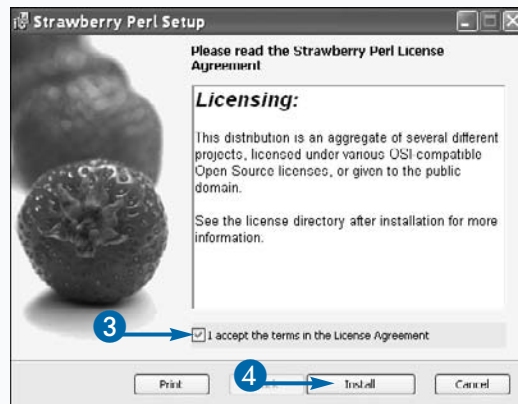 Strawberry Perl Setup
Please read the Strawberry Perl License
Agreement
Licensing:
This distribution is an aggregate of several different
projects, licensed under various OSI-compatible
Open Source licenses, or given to the public
domain.
See the license directory after installation for more
information.
3
I accept the terms in the License Agreement
Print
4
Install
Cancel